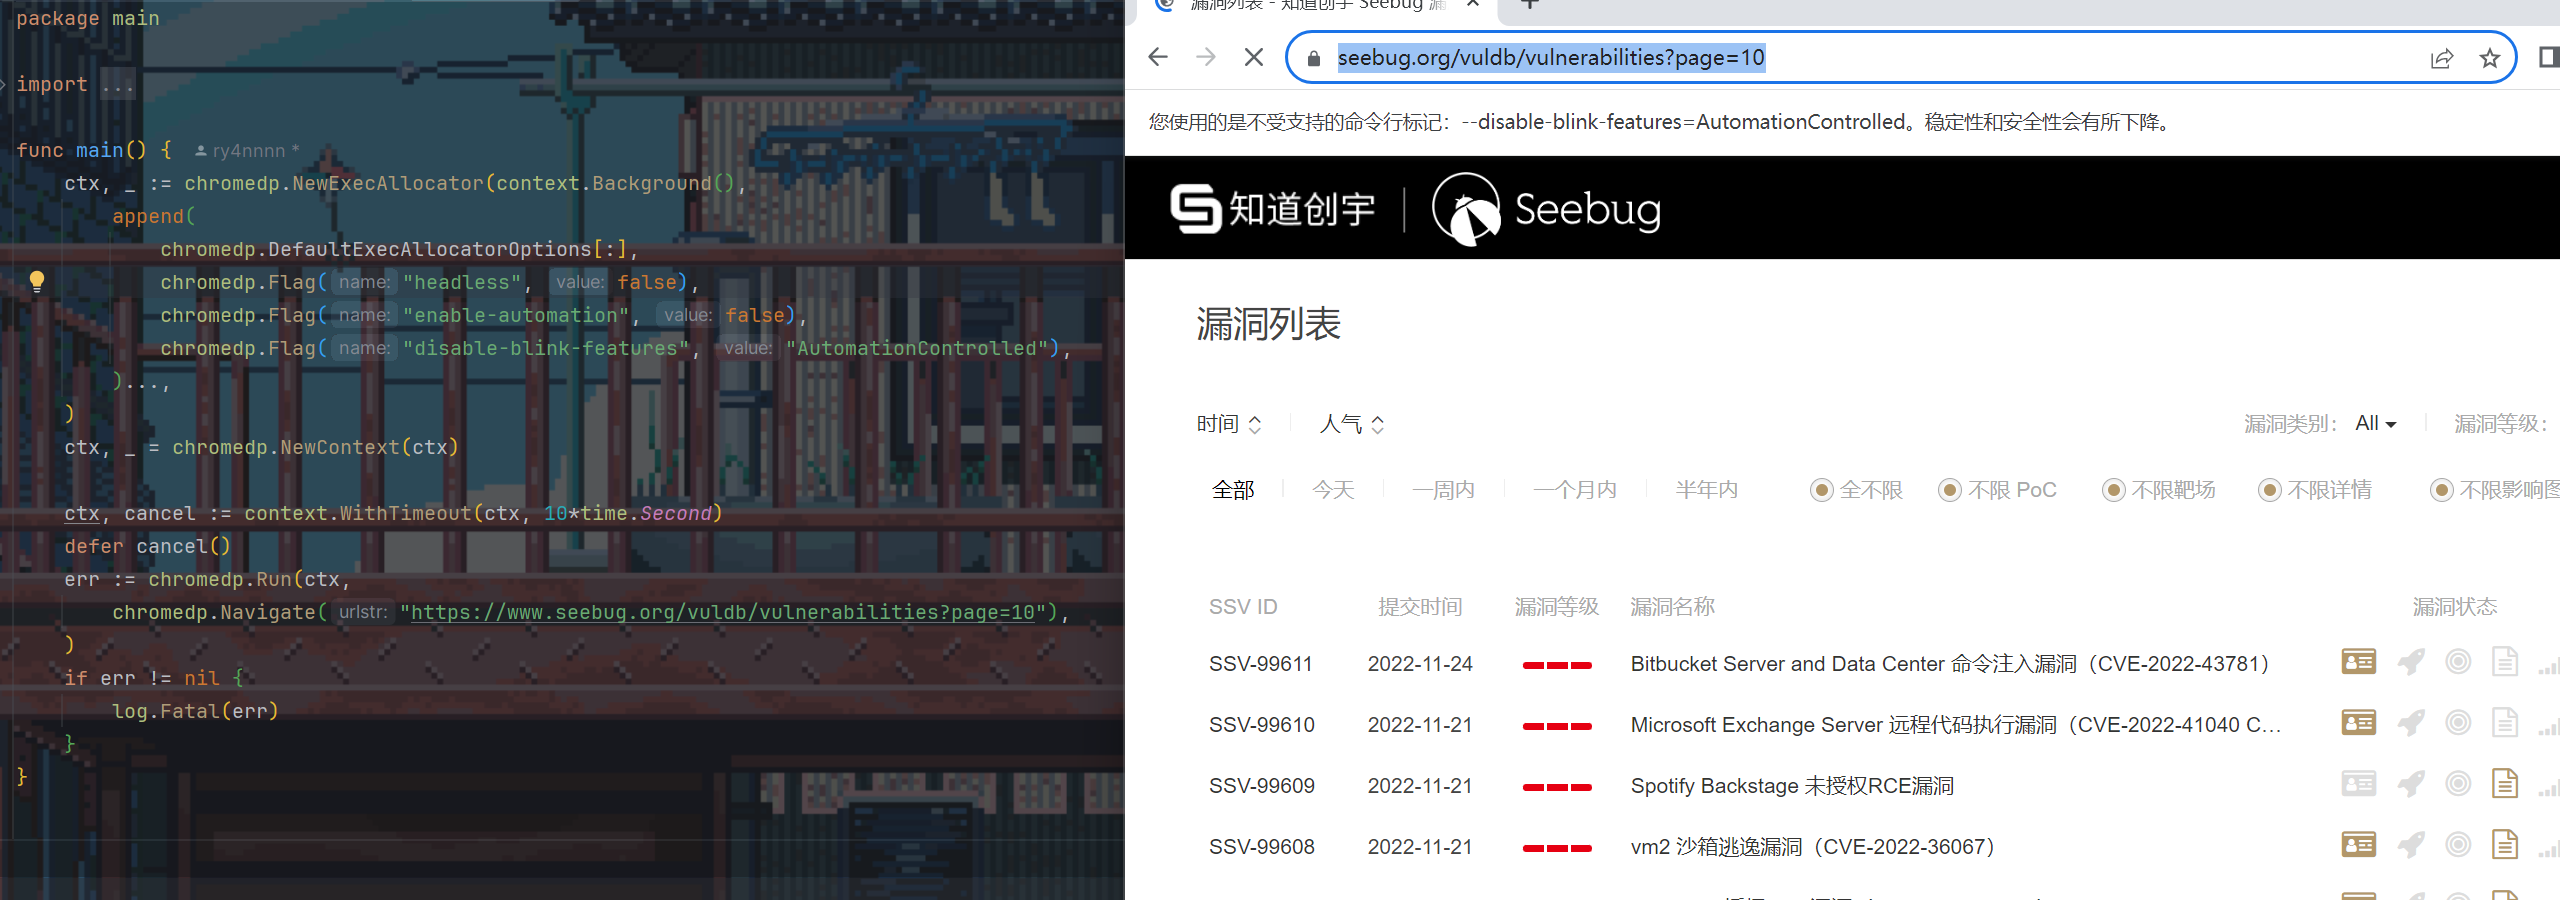 package main
import ...
func main() { ry4nnnn *
ctx, _ := chromedp.NewExecAllocator(context.Background(),
append(
chromedp.DefaultExecAllocatorOptions[:],
chromedp.Flag( name: "headless", value: false),
chromedp.Flag( name: "enable-automation", value: false),
chromedp.Flag( name: "disable-blink-features", value: "AutomationControlled"),
)...,
)
ctx, _ = chromedp.NewContext(ctx)
ctx, cancel := context.WithTimeout(ctx, 10*time.Second)
defer cancel()
err := chromedp.Run(ctx,
chromedp.Navigate( urlstr: "https://www.seebug.org/vuldb/vulnerabilities?page=10"),
)
if err != nil {
log.Fatal(err)
}
}
漏洞列表 - 知道创宇 Seebug 漏
seebug.org/vuldb/vulnerabilities?page=10
您使用的是不受支持的命令行标记：--disable-blink-features=AutomationControlled。稳定性和安全性会有所下降。
知道创宇 | Seebug
漏洞列表
时间 人气 漏洞类别： All 漏洞等级：
全部 今天 一周内 一个月内 半年内 全不限 不限 PoC 不限靶场 不限详情 不限影响图
SSV ID 提交时间 漏洞等级 漏洞名称 漏洞状态
SSV-99611 2022-11-24 Bitbucket Server and Data Center 命令注入漏洞（CVE-2022-43781）
SSV-99610 2022-11-21 Microsoft Exchange Server 远程代码执行漏洞（CVE-2022-41040 C...
SSV-99609 2022-11-21 Spotify Backstage 未授权RCE漏洞
SSV-99608 2022-11-21 vm2 沙箱逃逸漏洞（CVE-2022-36067）